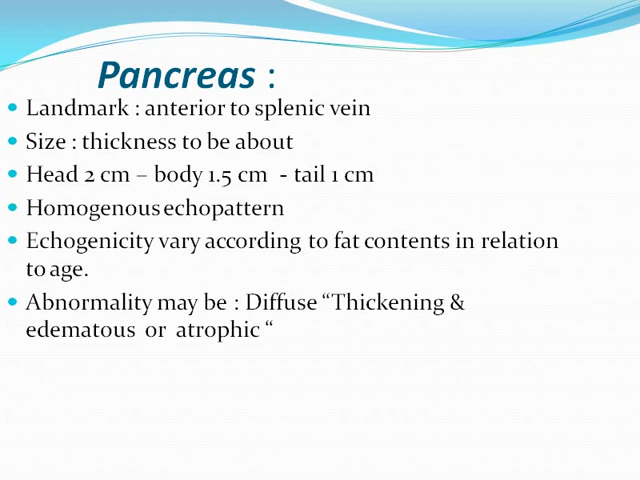 Pancreas :
Landmark : anterior to splenic vein
Size : thickness to be about
Head 2 cm – body 1.5 cm - tail 1 cm
Homogenous echopattern
Echogenicity vary according to fat contents in relation
to age.
Abnormality may be : Diffuse “Thickening &
edematous or atrophic “